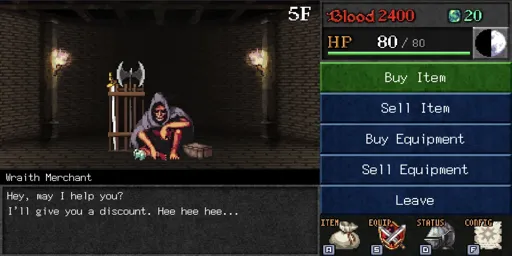 5F
Blood 2400
20
HP 80 / 80
Buy Item
Sell Item
Buy Equipment
Sell Equipment
Leave
Wraith Merchant
Hey, may I help you?
I'll give you a discount. Hee hee hee...
ITEM EQUIP STATUS CONFIG
A S D F